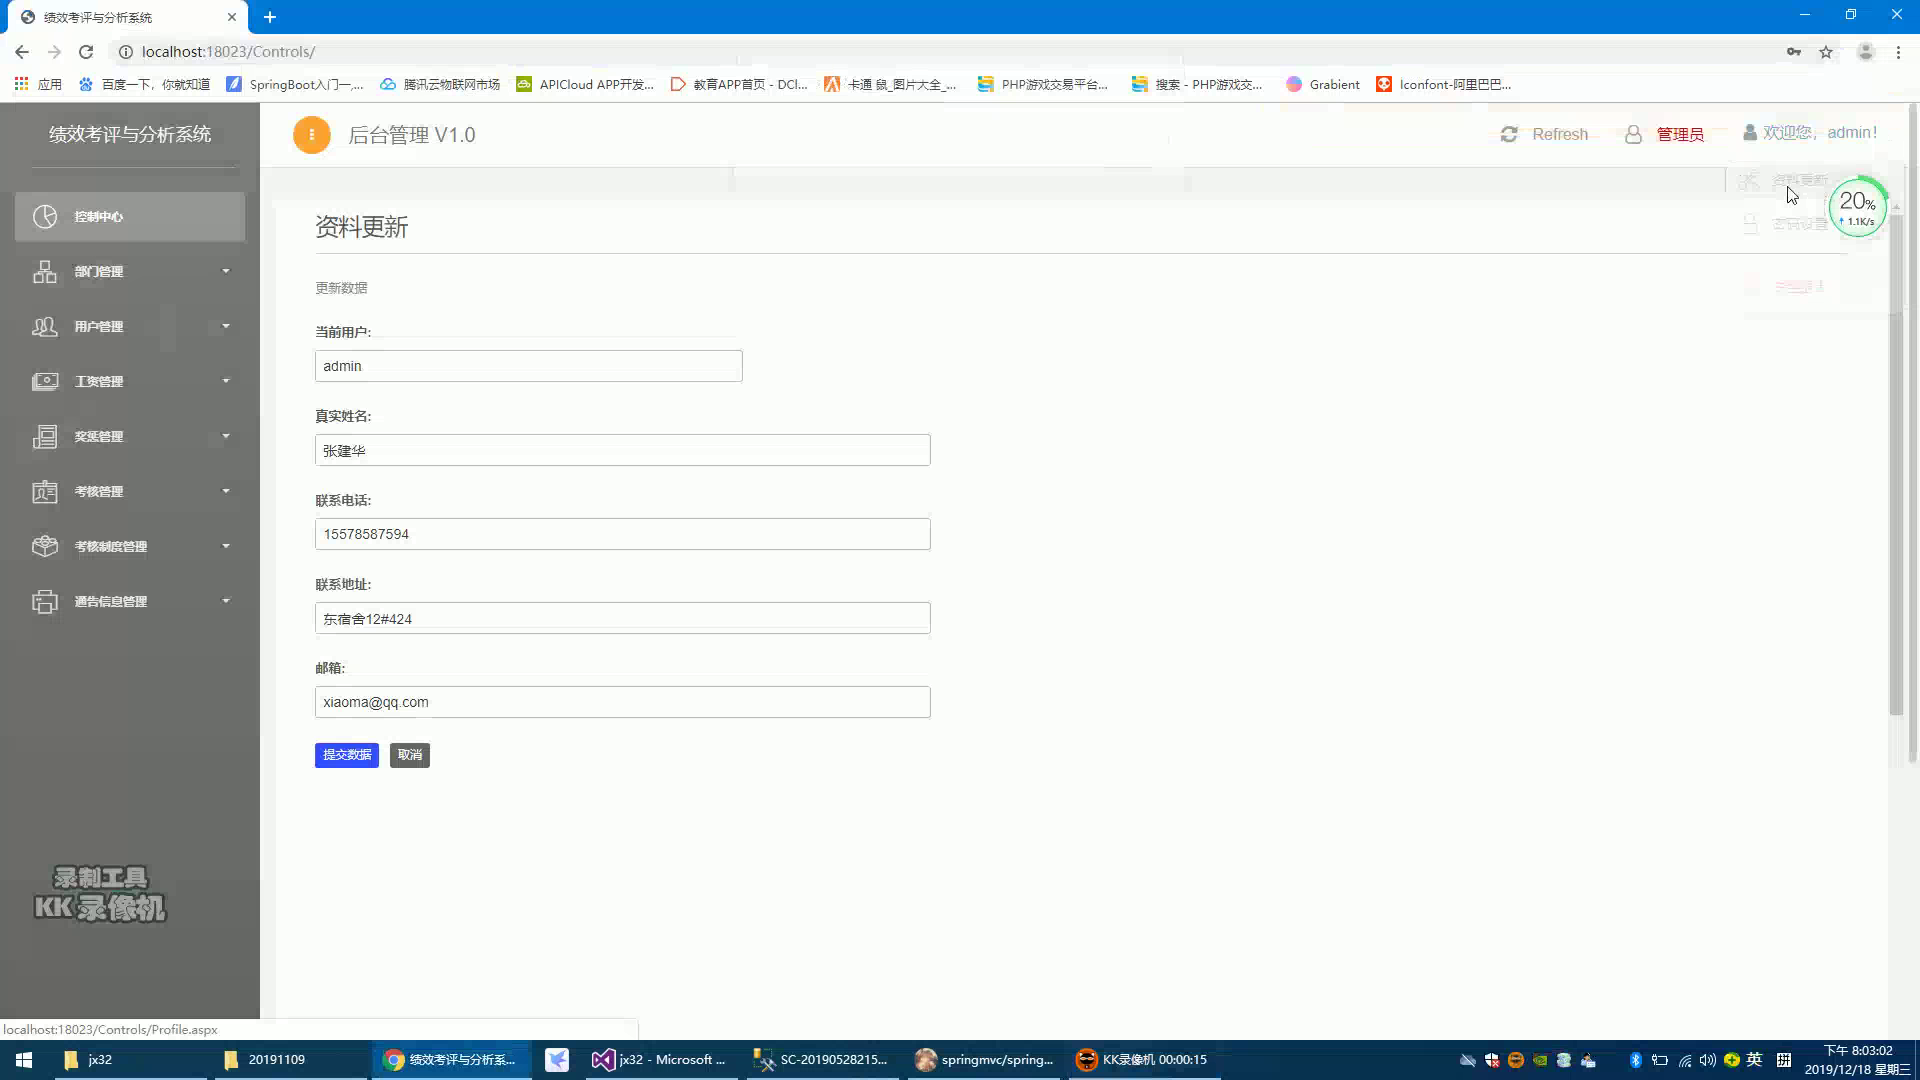 绩效考评与分析系统
localhost:18023/Controls/
应用
百度一下，你就知道
SpringBoot入门一,...
腾讯云物联网市场
APICloud APP开发...
教育APP首页 - DCl...
卡通 鼠_图片大全_...
PHP游戏交易平台...
搜索 - PHP游戏交...
Grabient
Iconfont-阿里巴巴...
绩效考评与分析系统
后台管理 V1.0
Refresh
管理员
欢迎您，admin！
资料更新
密码设置
20%
1.1K/s
控制中心
部门管理
用户管理
工资管理
奖惩管理
考核管理
考核制度管理
通告信息管理
资料更新
更新数据
当前用户:
admin
真实姓名:
张建华
联系电话:
15578587594
联系地址:
东宿舍12#424
邮箱:
xiaoma@qq.com
提交数据
取消
录制工具
KK 录像机
localhost:18023/Controls/Profile.aspx
jx32
20191109
绩效考评与分析系...
jx32 - Microsoft ...
SC-20190528215...
springmvc/spring...
KK录像机 00:00:15
英
拼
下午 8:03:02
2019/12/18 星期三